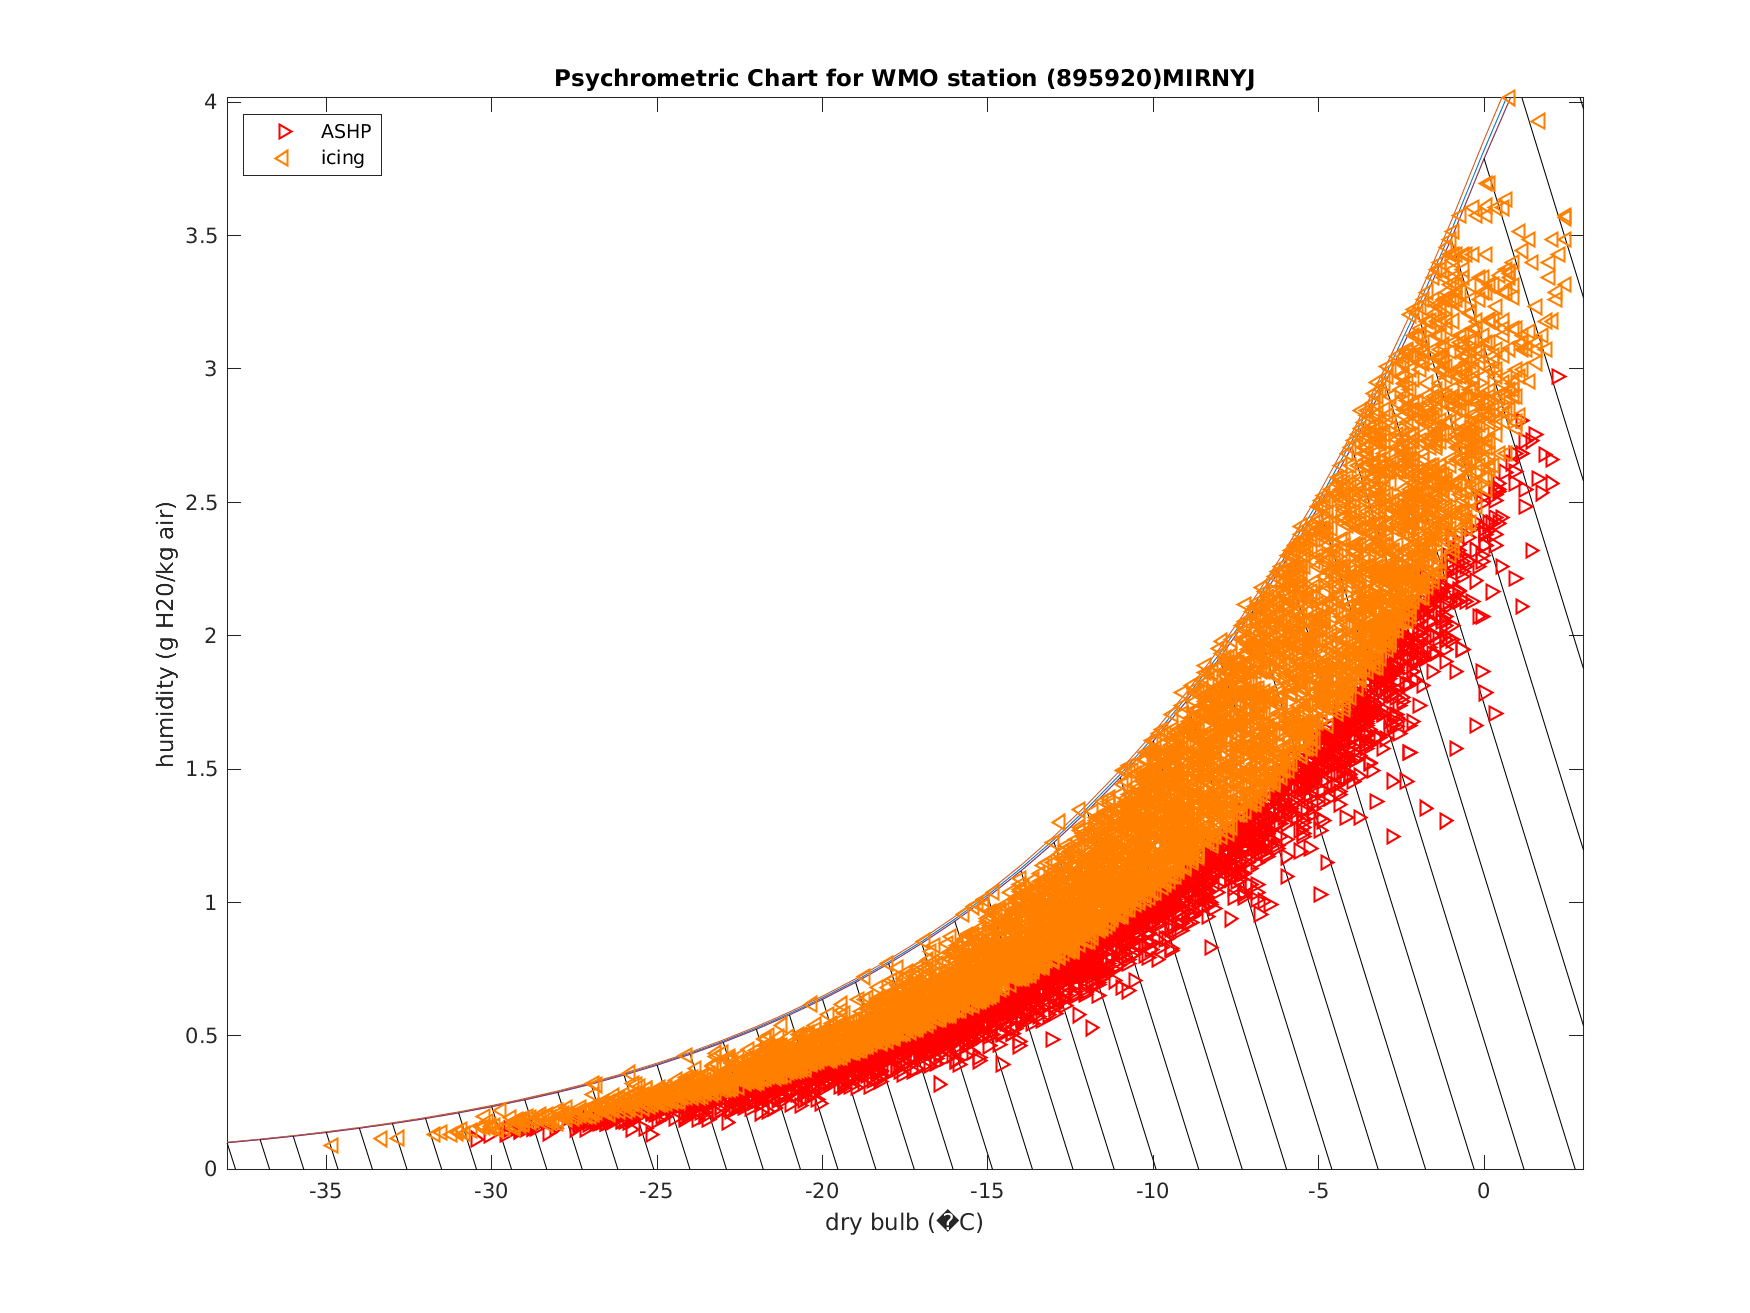 Psychrometric Chart for WMO station (895920)MIRNYJ
ASHP
icing
4
3.5
3
2.5
2
1.5
1
0.5
0
humidity (g H20/kg air)
-35 -30 -25 -20 -15 -10 -5 0
dry bulb (�C)